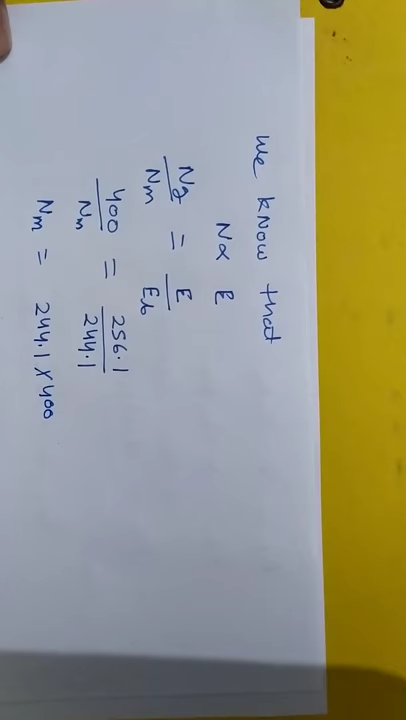 We know that
N α E
Ng / Nm = E / Eb
400 / Nm = 256.1 / 244.1
Nm = 244.1 x 400